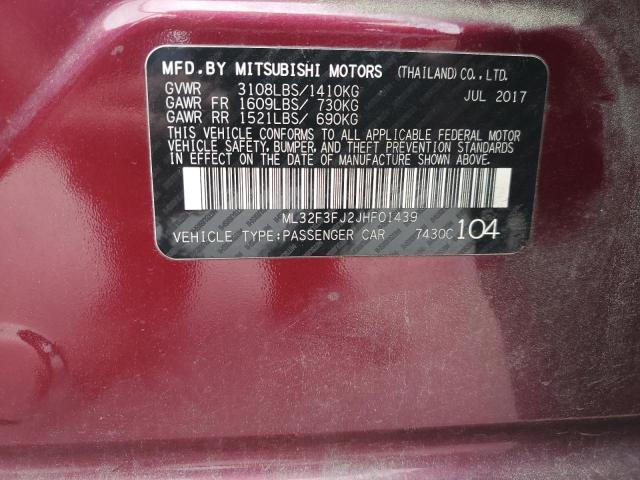 MFD.BY MITSUBISHI MOTORS (THAILAND) CO., LTD.
GVWR 3108LBS/1410KG JUL 2017
GAWR FR 1609LBS/ 730KG
GAWR RR 1521LBS/ 690KG
THIS VEHICLE CONFORMS TO ALL APPLICABLE FEDERAL MOTOR
VEHICLE SAFETY, BUMPER, AND THEFT PREVENTION STANDARDS
IN EFFECT ON THE DATE OF MANUFACTURE SHOWN ABOVE.
ML32F3FJ2JHF01439
VEHICLE TYPE:PASSENGER CAR 7430C 104